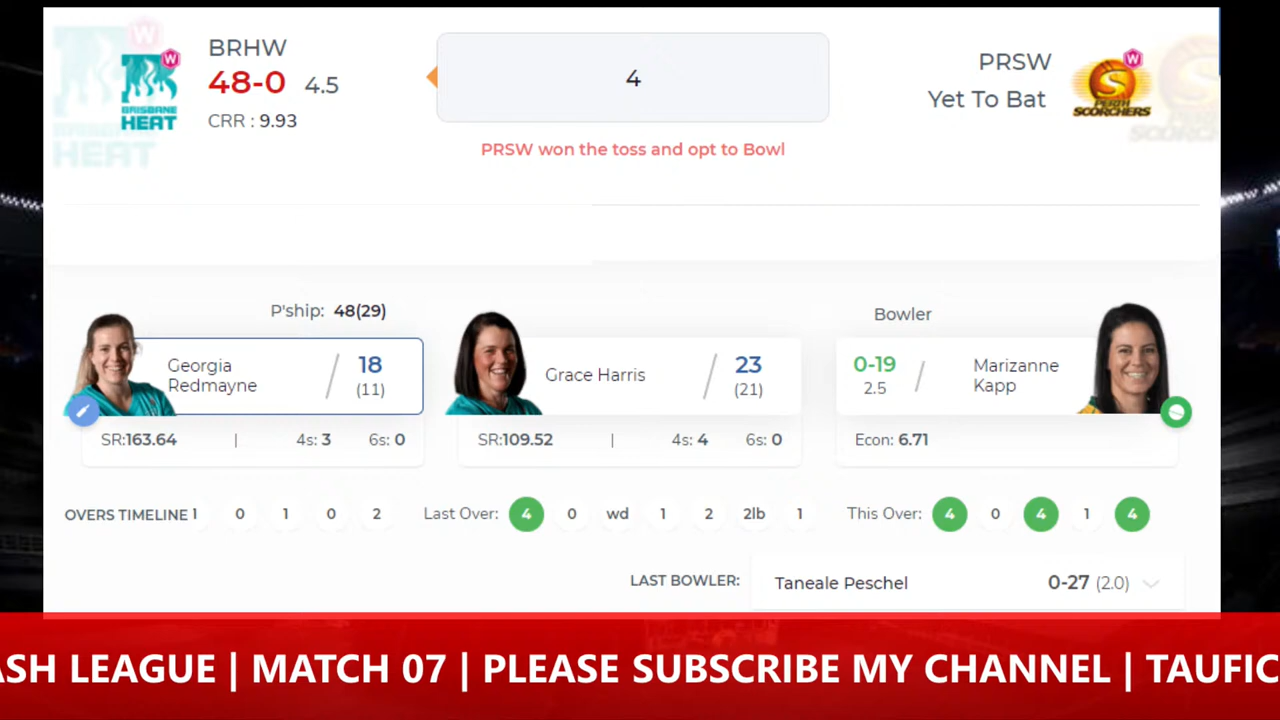 BRHW
48-0 4.5
CRR : 9.93
W
BRISBANE
HEAT
4
PRSW won the toss and opt to Bowl
PRSW
Yet To Bat
W
PERTH
SCORCHERS
P'ship: 48(29)
Georgia
Redmayne
18
(11)
SR:163.64 | 4s: 3 6s: 0
Grace Harris
23
(21)
SR:109.52 | 4s: 4 6s: 0
Bowler
0-19
2.5
Marizanne
Kapp
Econ: 6.71
OVERS TIMELINE 1 0 1 0 2 Last Over: 4 0 wd 1 2 2lb 1 This Over: 4 0 4 1 4
LAST BOWLER: Taneale Peschel 0-27 (2.0)
ASH LEAGUE | MATCH 07 | PLEASE SUBSCRIBE MY CHANNEL | TAUFIC